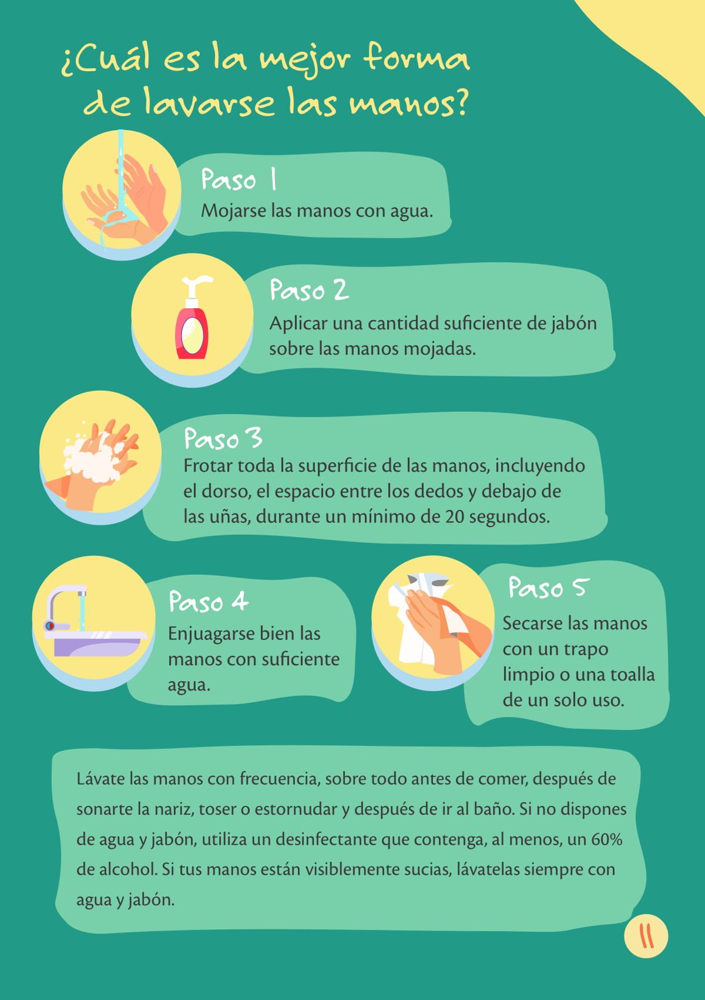 ¿Cuál es la mejor forma
de lavarse las manos?
Paso 1
Mojarse las manos con agua.
Paso 2
Aplicar una cantidad suficiente de jabón
sobre las manos mojadas.
Paso 3
Frotar toda la superficie de las manos, incluyendo
el dorso, el espacio entre los dedos y debajo de
las uñas, durante un mínimo de 20 segundos.
Paso 4
Enjuagarse bien las
manos con suficiente
agua.
Paso 5
Secarse las manos
con un trapo
limpio o una toalla
de un solo uso.
Lávate las manos con frecuencia, sobre todo antes de comer, después de
sonarte la nariz, toser o estornudar y después de ir al baño. Si no dispones
de agua y jabón, utiliza un desinfectante que contenga, al menos, un 60%
de alcohol. Si tus manos están visiblemente sucias, lávatelas siempre con
agua y jabón.
11